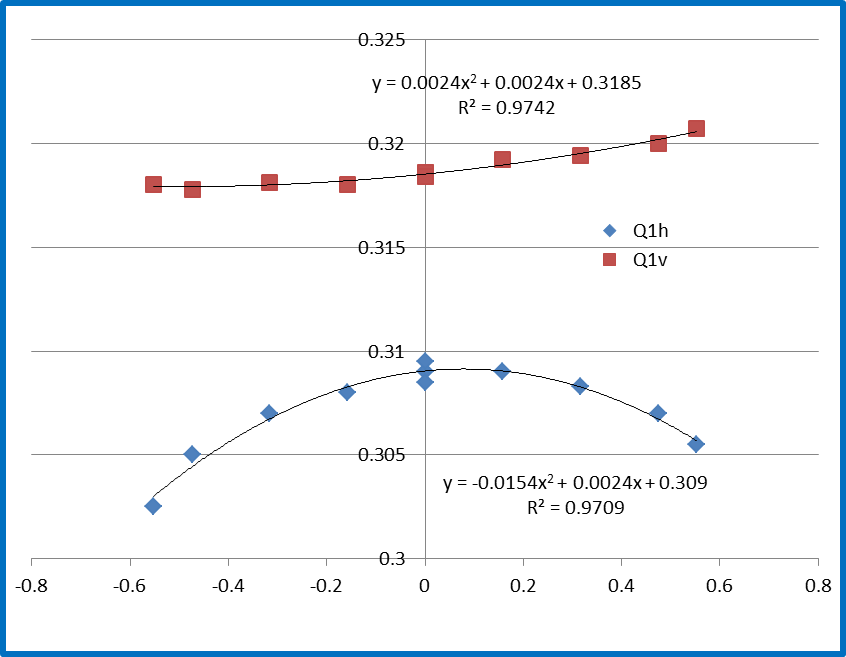 0.325
y = 0.0024x² + 0.0024x + 0.3185
R² = 0.9742
0.32
Q1h
0.315
Q1v
0.31
0.305
y = -0.0154x² + 0.0024x + 0.309
R² = 0.9709
0.3
-0.8 -0.6 -0.4 -0.2 0 0.2 0.4 0.6 0.8